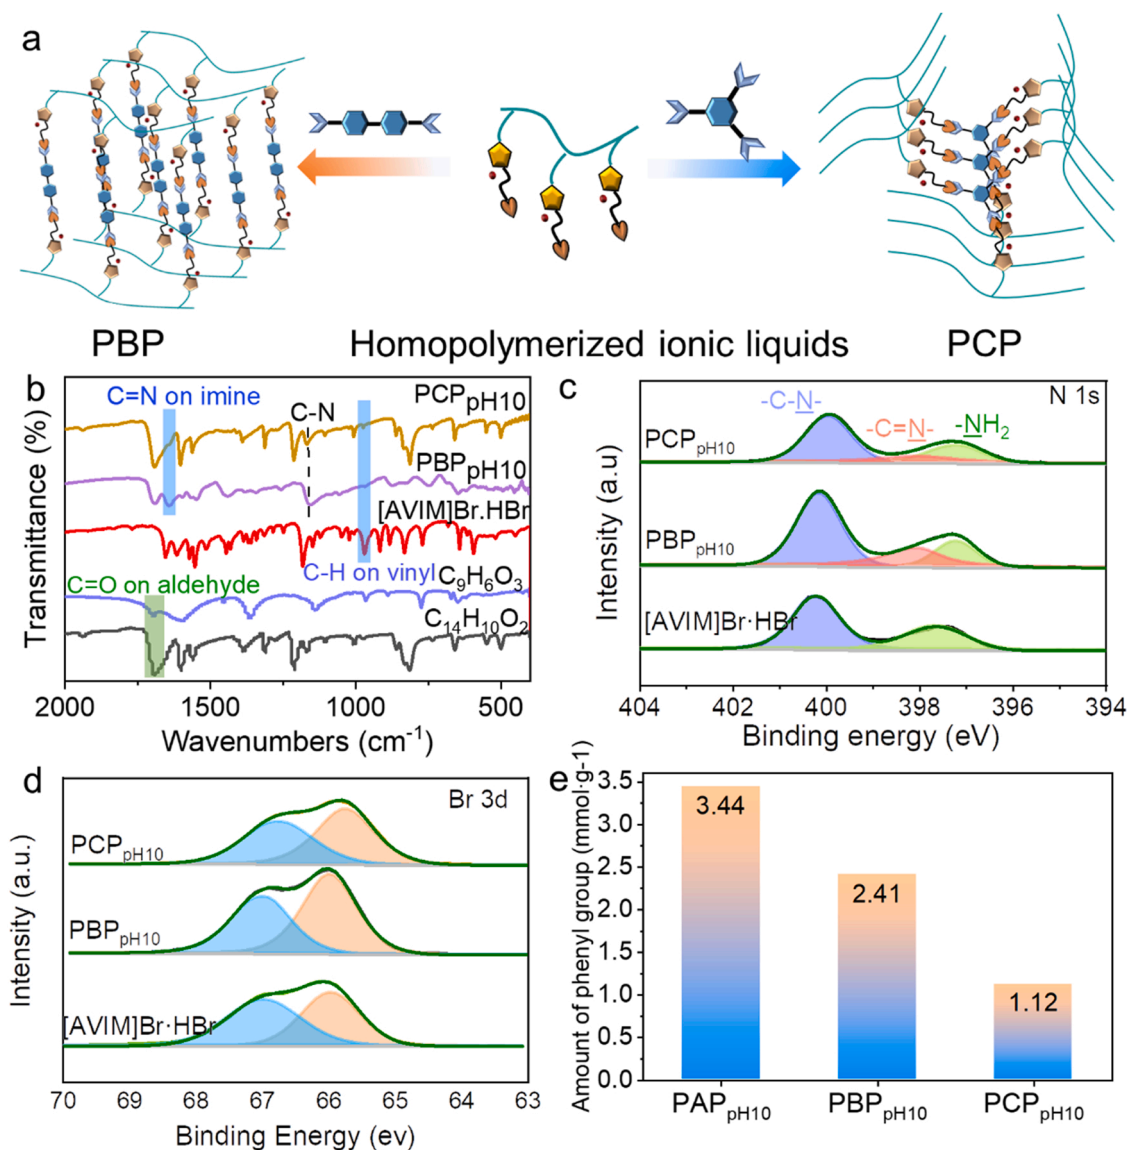 a
PBP
Homopolymerized ionic liquids
PCP
b
C=N on imine
C-N
PCPpH10
PBPpH10
[AVIM]Br.HBr
C=O on aldehyde
C-H on vinyl
C9H6O3
C14H10O2
Transmittance (%)
2000 1500 1000 500
Wavenumbers (cm-1)
c
N 1s
-C-N-
-C=N-
-NH2
PCPpH10
PBPpH10
[AVIM]Br·HBr
Intensity (a.u)
404 402 400 398 396 394
Binding energy (eV)
d
Br 3d
PCPpH10
PBPpH10
[AVIM]Br·HBr
Intensity (a.u.)
70 69 68 67 66 65 64 63
Binding Energy (ev)
e
Amount of phenyl group (mmol·g-1)
3.5
3.0
2.5
2.0
1.5
1.0
0.5
0.0
3.44
2.41
1.12
PAPpH10 PBPpH10 PCPpH10